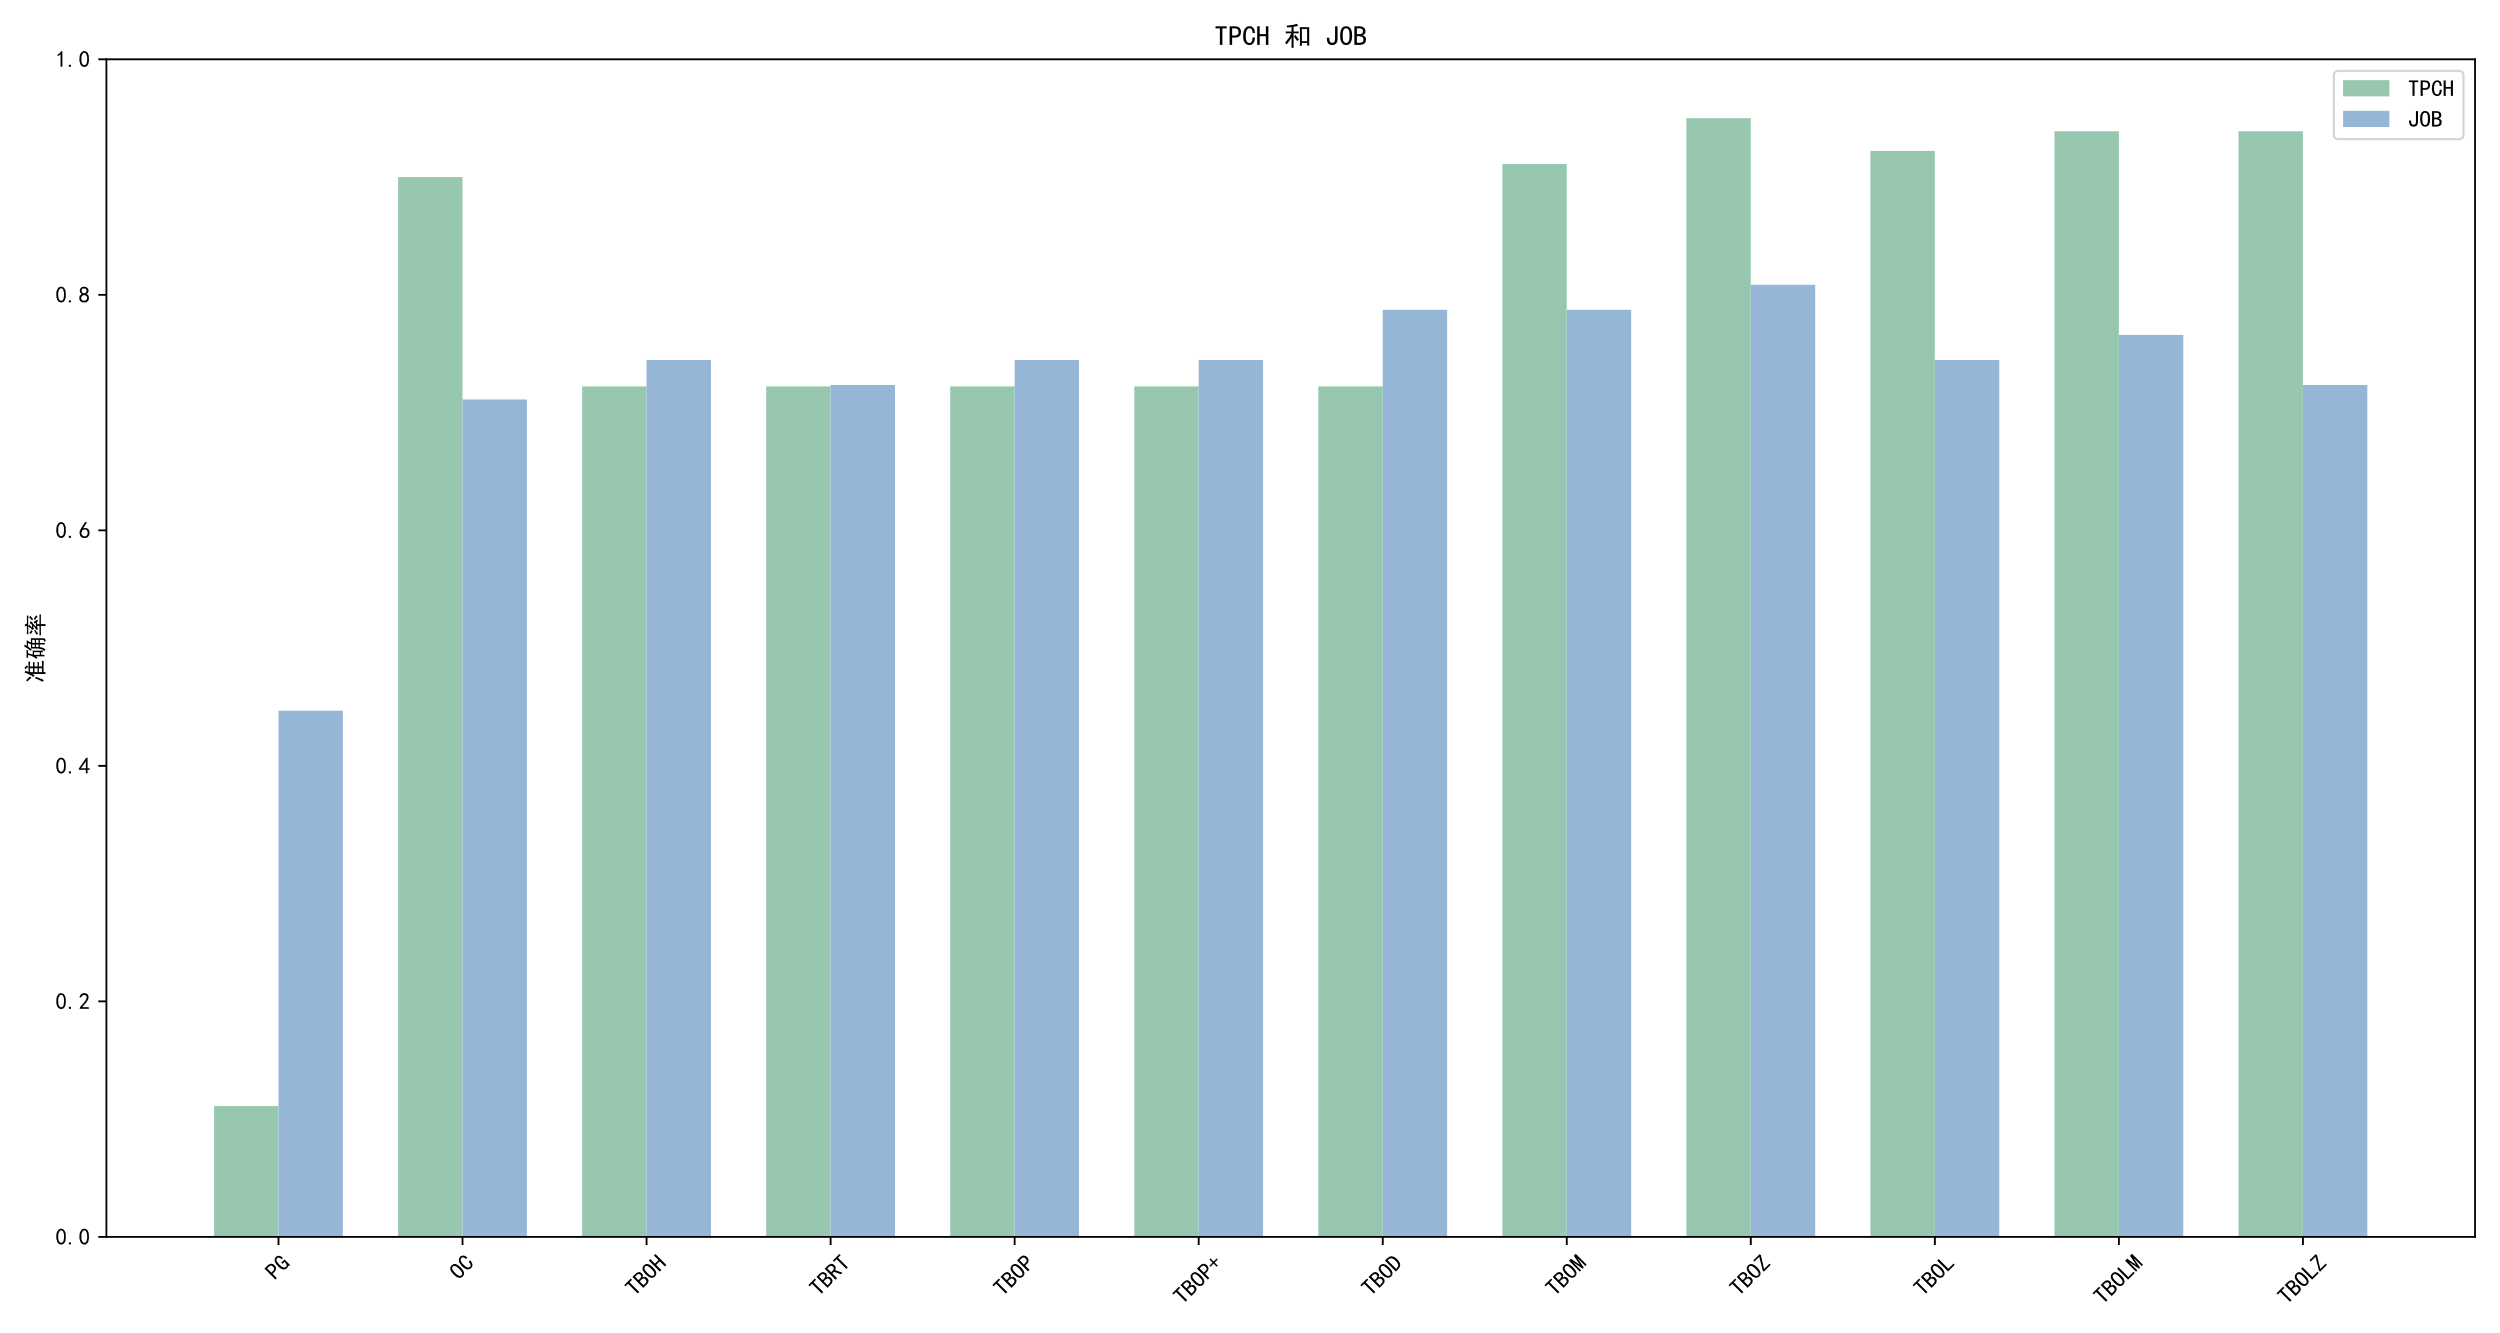 TPCH 和 JOB
TPCH
JOB
准确率
1.0
0.8
0.6
0.4
0.2
0.0
PG
OC
TBOH
TBRT
TBOP
TBOP+
TBOD
TBOM
TBOZ
TBOL
TBOLM
TBOLZ